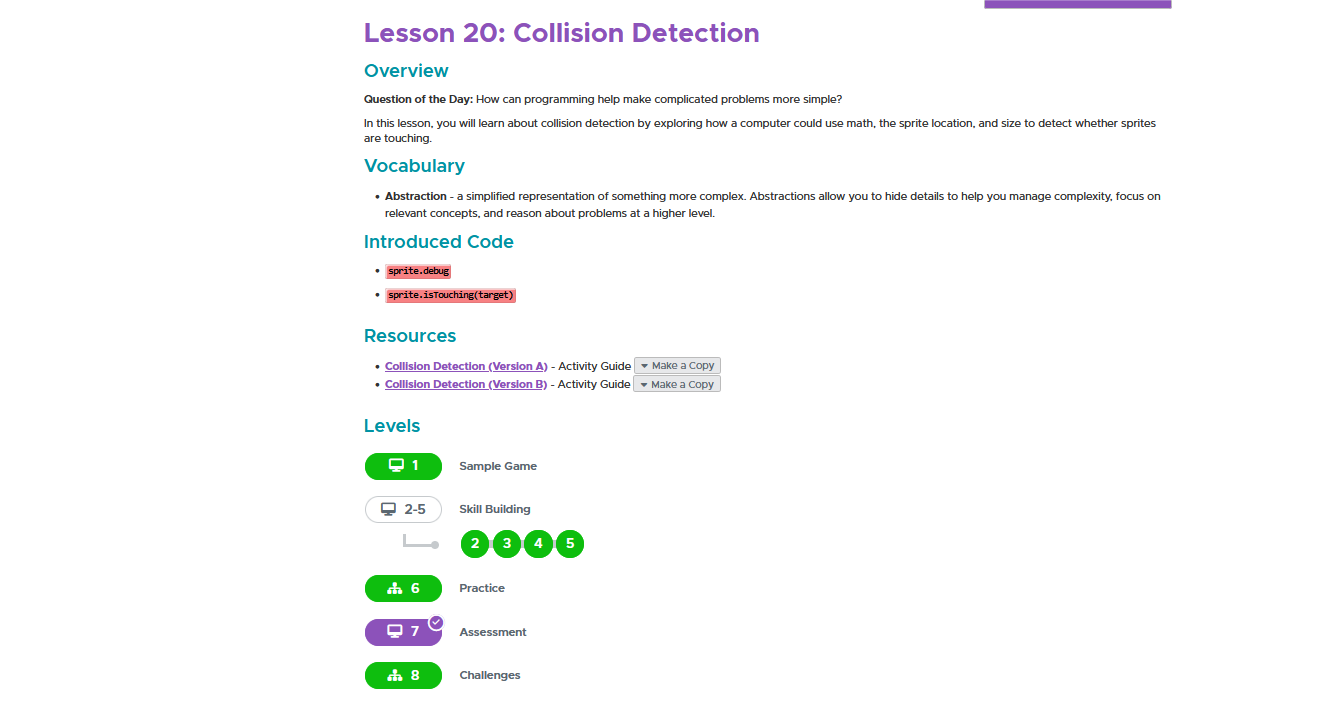 Lesson 20: Collision Detection
Overview
Question of the Day: How can programming help make complicated problems more simple?
In this lesson, you will learn about collision detection by exploring how a computer could use math, the sprite location, and size to detect whether sprites
are touching.
Vocabulary
• Abstraction - a simplified representation of something more complex. Abstractions allow you to hide details to help you manage complexity, focus on
relevant concepts, and reason about problems at a higher level.
Introduced Code
• sprite.debug
• sprite.isTouching(target)
Resources
• Collision Detection (Version A) - Activity Guide Make a Copy
• Collision Detection (Version B) - Activity Guide Make a Copy
Levels
1 Sample Game
2-5 Skill Building
2 3 4 5
6 Practice
7 Assessment
8 Challenges